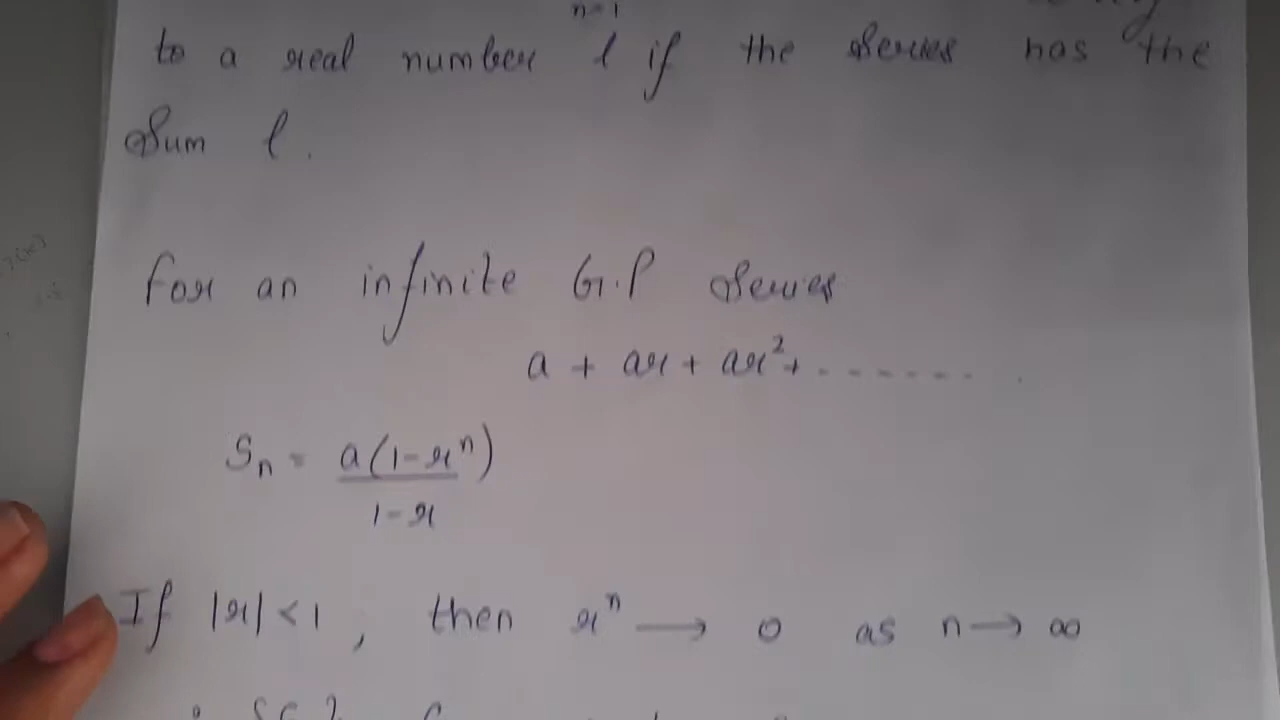 n=1
to a real number l if the series has the
Sum l.
for an infinite G.P series
a + ar + ar² + .......
Sn = a(1-rⁿ)
1-r
If |r| < 1, then rⁿ → 0 as n → ∞